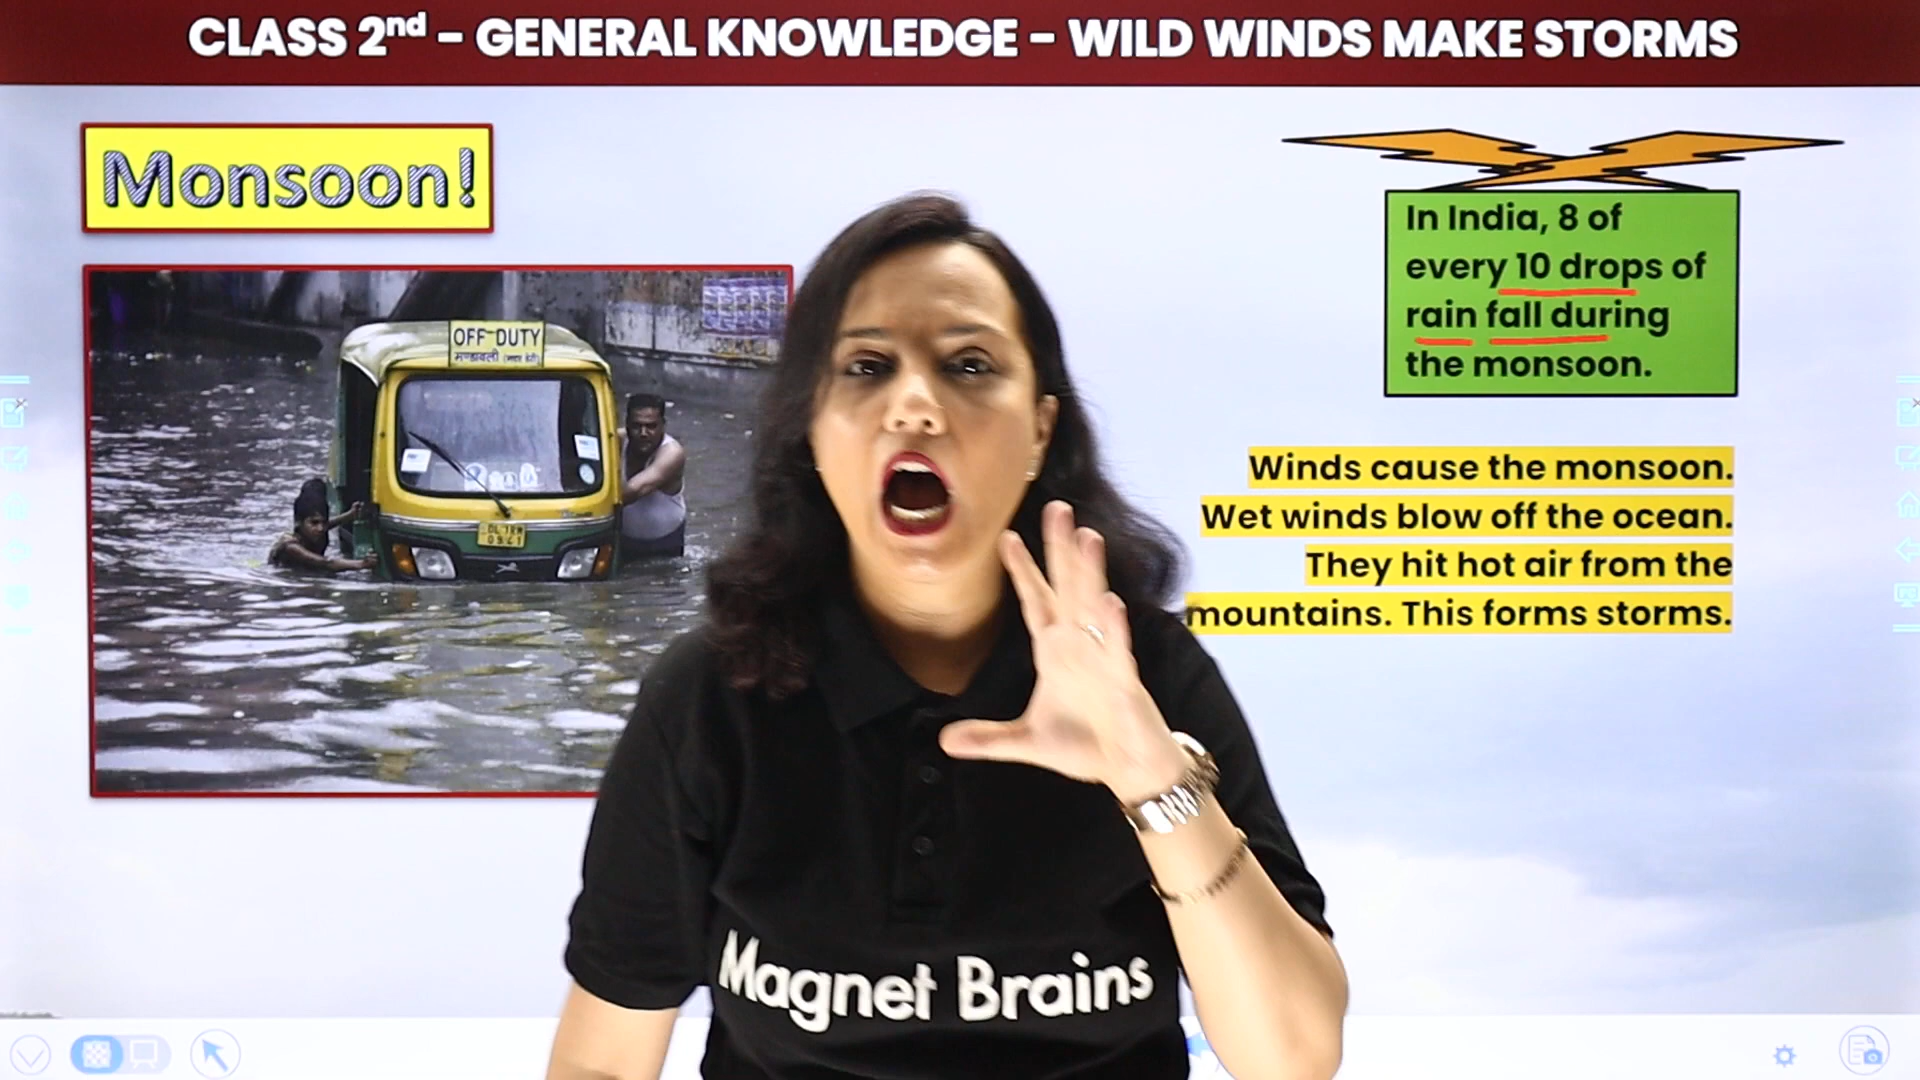 CLASS 2nd - GENERAL KNOWLEDGE - WILD WINDS MAKE STORMS
Monsoon!
OFF DUTY
In India, 8 of
every 10 drops of
rain fall during
the monsoon.
Winds cause the monsoon.
Wet winds blow off the ocean.
They hit hot air from the
mountains. This forms storms.
Magnet Brains